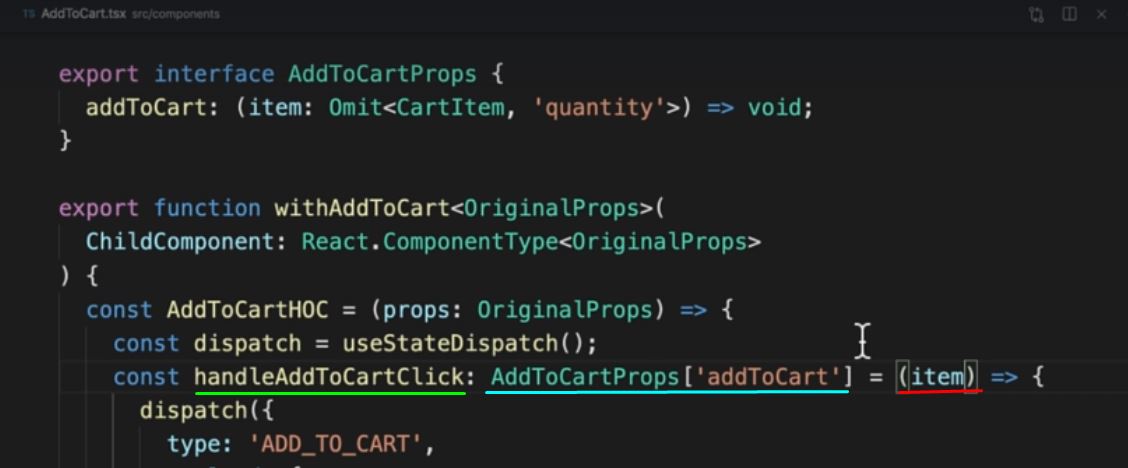 TS AddToCart.tsx src/components
export interface AddToCartProps {
addToCart: (item: Omit<CartItem, 'quantity'>) => void;
}
export function withAddToCart<OriginalProps>(
ChildComponent: React.ComponentType<OriginalProps>
) {
const AddToCartHOC = (props: OriginalProps) => {
const dispatch = useStateDispatch();
const handleAddToCartClick: AddToCartProps['addToCart'] = (item) => {
dispatch({
type: 'ADD_TO_CART',